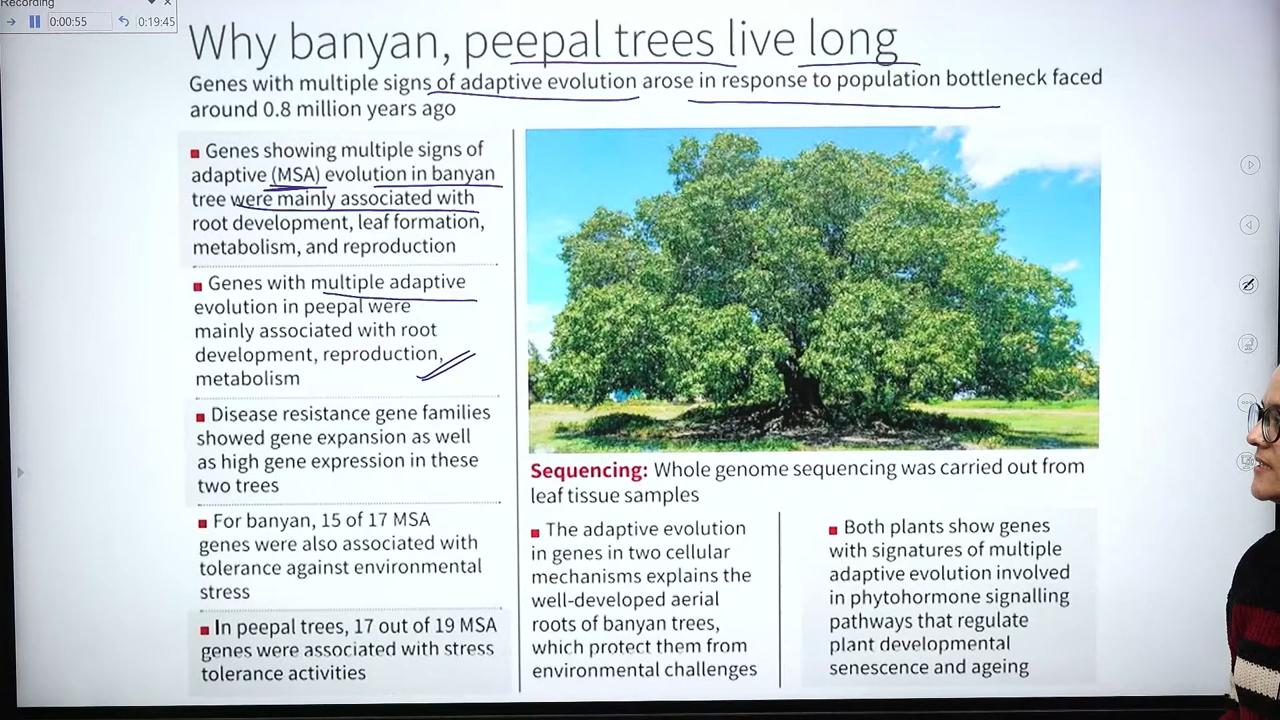 Recording
0:00:55
0:19:45
Why banyan, peepal trees live long
Genes with multiple signs of adaptive evolution arose in response to population bottleneck faced
around 0.8 million years ago
Genes showing multiple signs of
adaptive (MSA) evolution in banyan
tree were mainly associated with
root development, leaf formation,
metabolism, and reproduction
Genes with multiple adaptive
evolution in peepal were
mainly associated with root
development, reproduction,
metabolism
Disease resistance gene families
showed gene expansion as well
as high gene expression in these
two trees
For banyan, 15 of 17 MSA
genes were also associated with
tolerance against environmental
stress
In peepal trees, 17 out of 19 MSA
genes were associated with stress
tolerance activities
Sequencing: Whole genome sequencing was carried out from
leaf tissue samples
The adaptive evolution
in genes in two cellular
mechanisms explains the
well-developed aerial
roots of banyan trees,
which protect them from
environmental challenges
Both plants show genes
with signatures of multiple
adaptive evolution involved
in phytohormone signalling
pathways that regulate
plant developmental
senescence and ageing